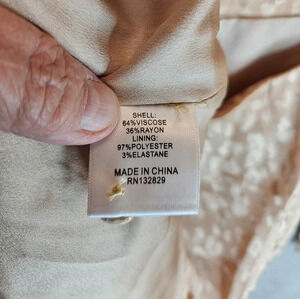 SHELL:
64%VISCOSE
36%RAYON
LINING:
97%POLYESTER
3%ELASTANE
MADE IN CHINA
RN132829